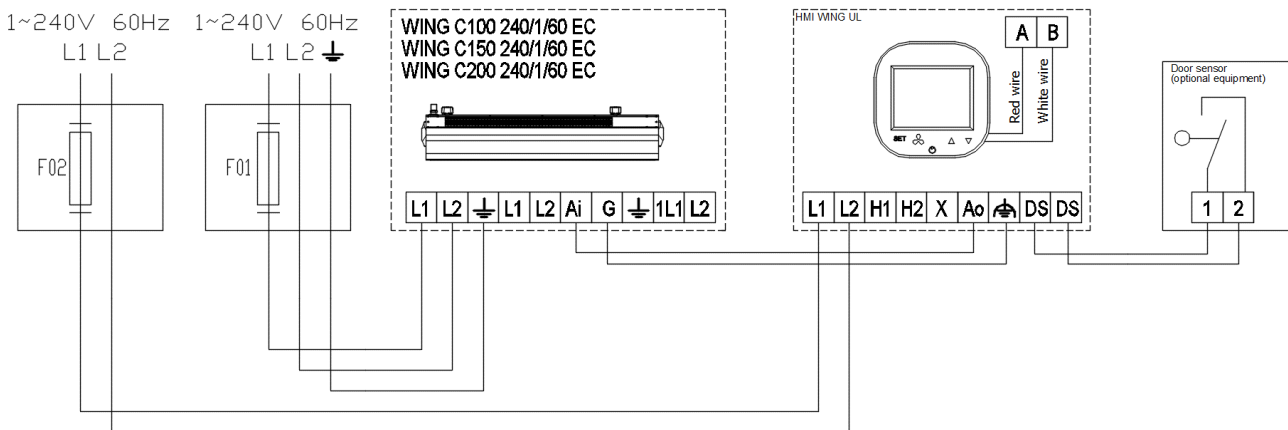 1~240V 60Hz
L1 L2
F02
1~240V 60Hz
L1 L2 ⏚
F01
WING C100 240/1/60 EC
WING C150 240/1/60 EC
WING C200 240/1/60 EC
L1 L2 ⏚ L1 L2 Ai G ⏚ 1L1 L2
HMI WING UL
A B
Red wire
White wire
SET
L1 L2 H1 H2 X Ao DS DS
Door sensor
(optional equipment)
1 2